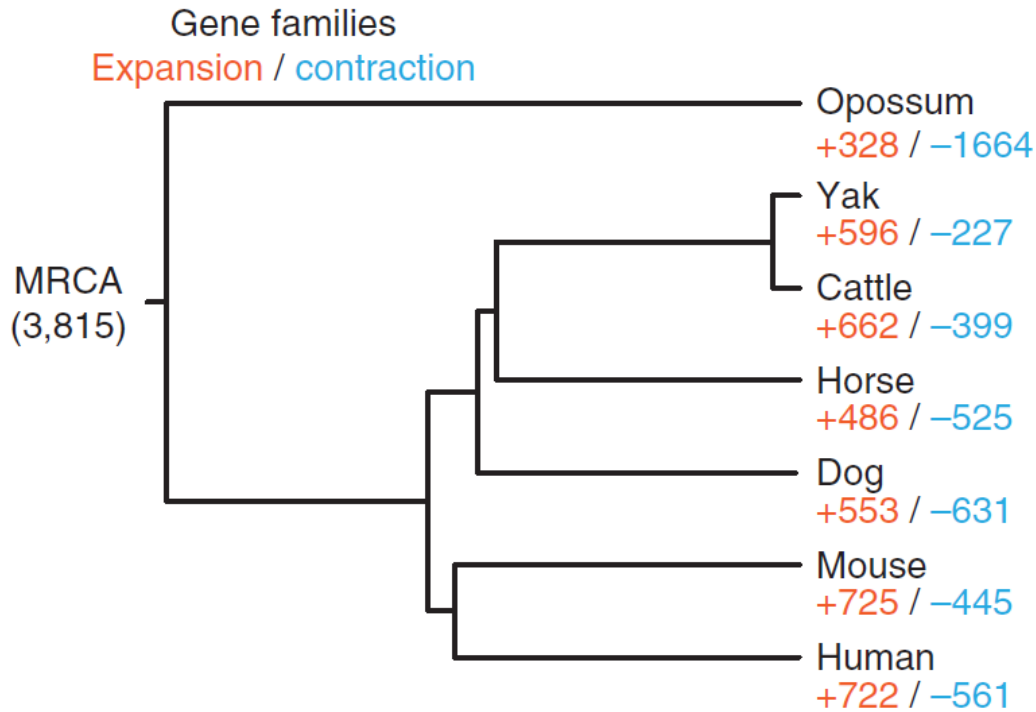 Gene families
Expansion / contraction
Opossum
+328 / –1664
Yak
+596 / –227
MRCA
(3,815)
Cattle
+662 / –399
Horse
+486 / –525
Dog
+553 / –631
Mouse
+725 / –445
Human
+722 / –561